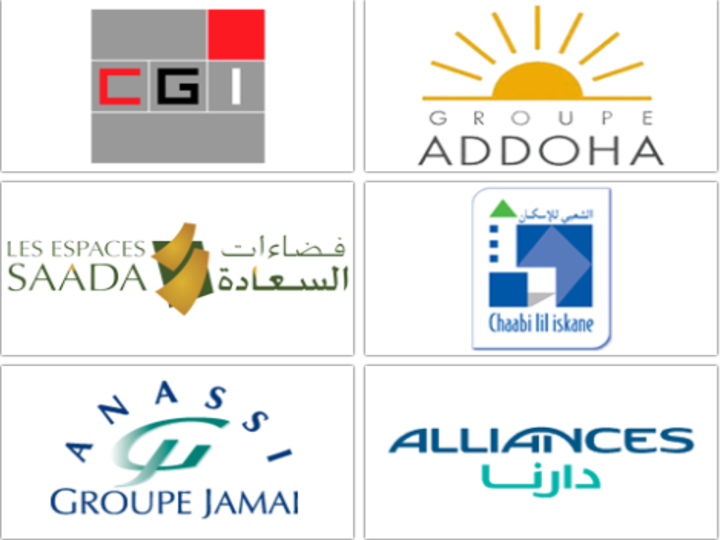 CGI
GROUPE
ADDOHA
LES ESPACES
SAADA
فضاءات
السعادة
الشعبي للإسكان
Chaabi lil iskane
ANASSI
GROUPE JAMAI
ALLIANCES
دارنا